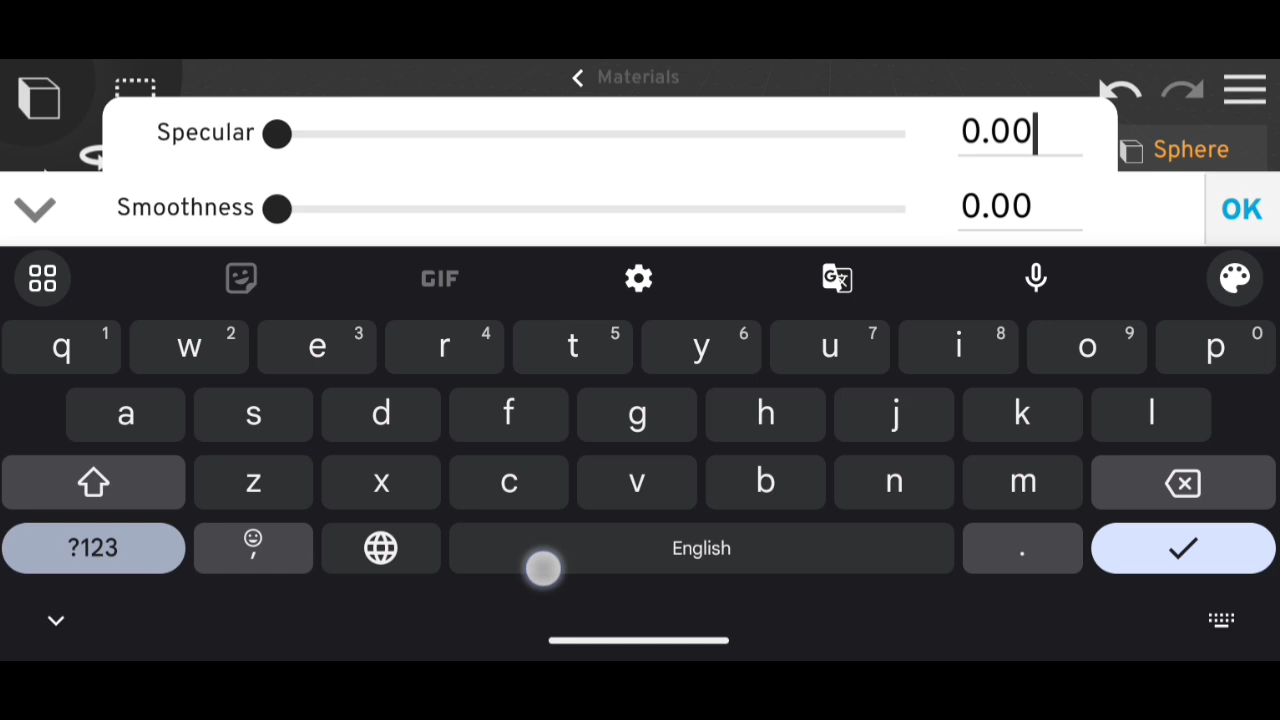 Materials
Specular 0.00
Sphere
Smoothness 0.00 OK
GIF G
q 1 w 2 e 3 r 4 t 5 y 6 u 7 i 8 o 9 p 0
a s d f g h j k l
z x c v b n m
?123 , English .